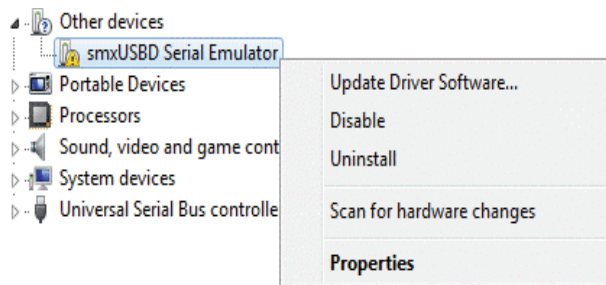 Other devices
smxUSBD Serial Emulator
Portable Devices
Processors
Sound, video and game cont
System devices
Universal Serial Bus controlle
Update Driver Software...
Disable
Uninstall
Scan for hardware changes
Properties